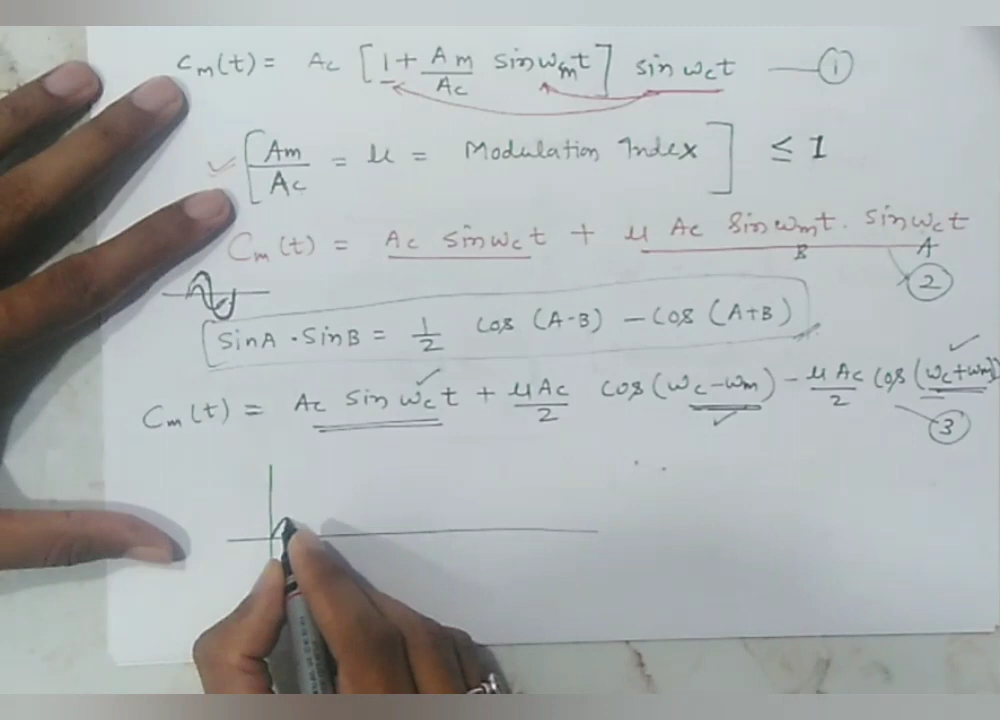 Cm(t) = Ac [1 + Am/Ac sin ωmt] sin ωct — ①
[Am/Ac = μ = Modulation Index] ≤ 1
Cm(t) = Ac sin ωct + μ Ac sin ωmt . sin ωct
B A ②
SinA . SinB = 1/2 cos (A-B) - cos (A+B)
Cm(t) = Ac sin ωct + μAc/2 cos (ωc-ωm) - μAc/2 cos (ωc+ωm)
③